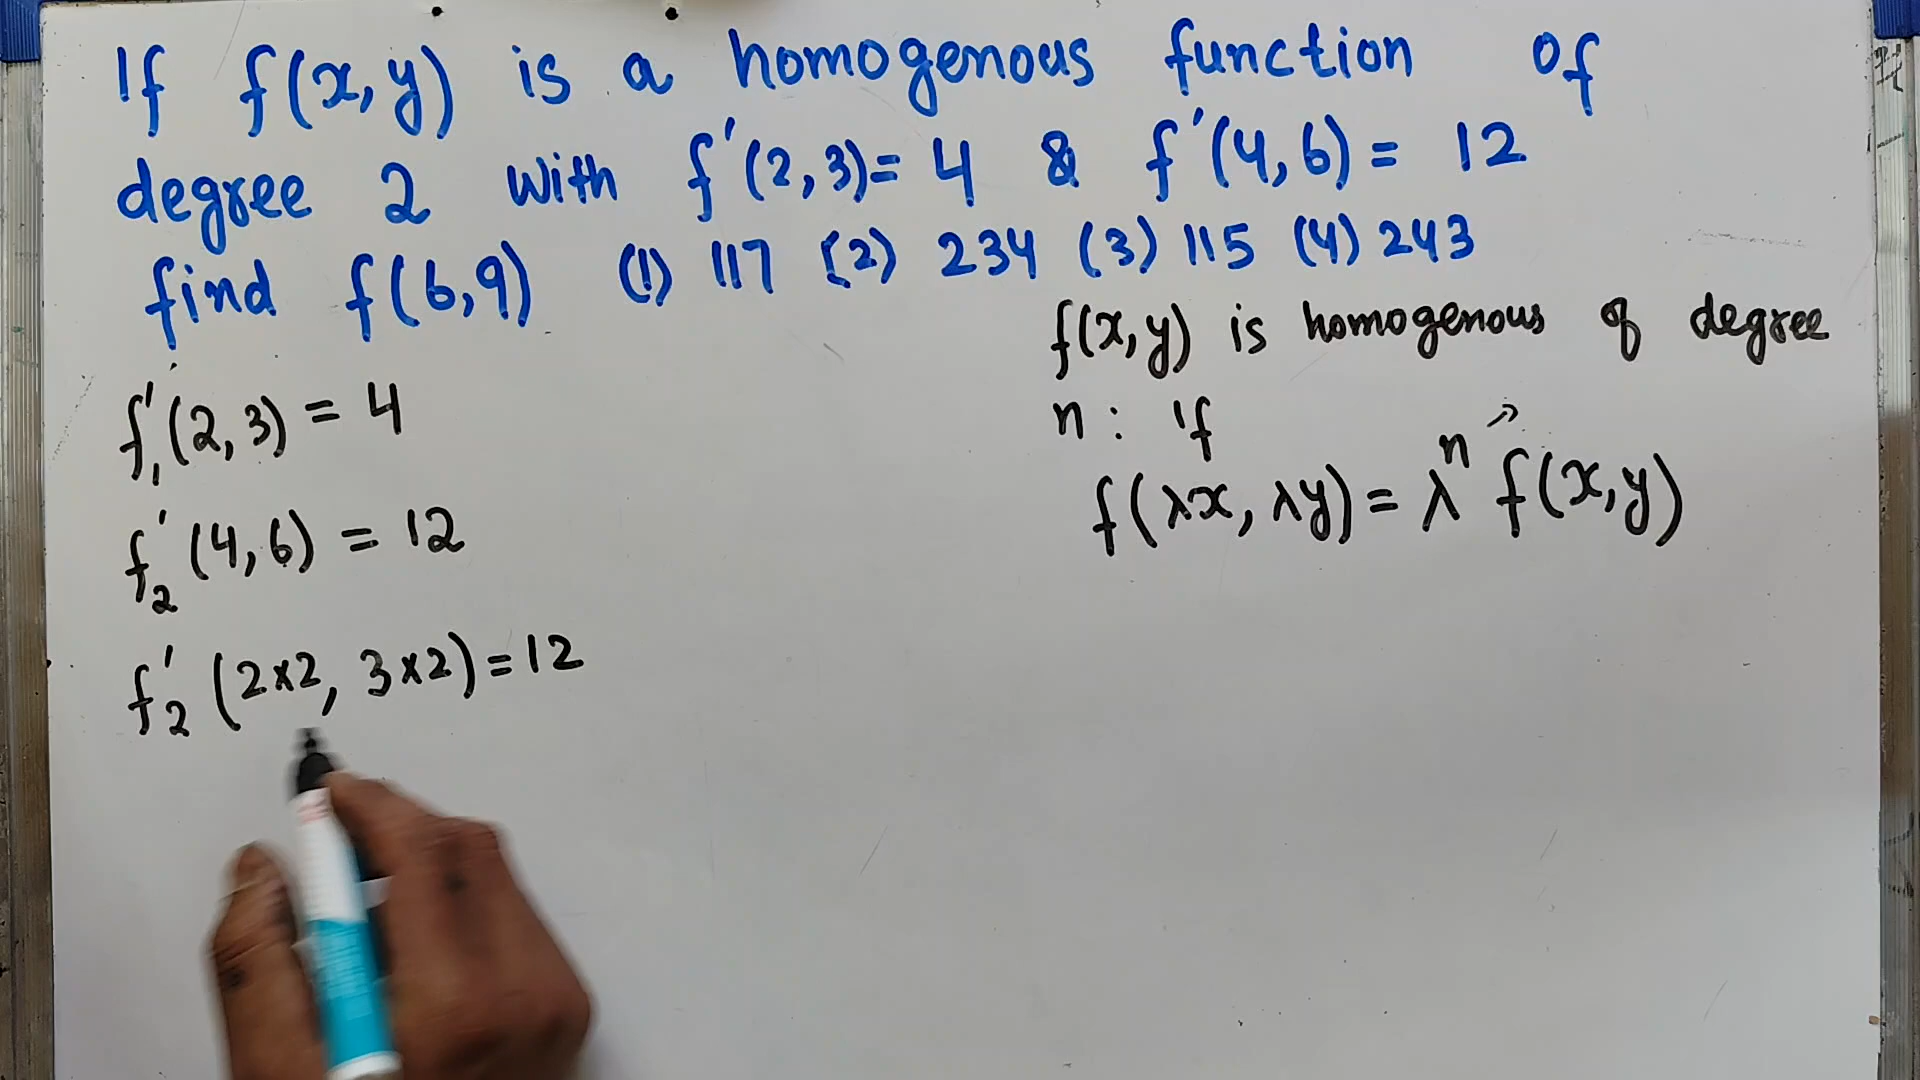 If f(x,y) is a homogenous function of
degree 2 with f'(2,3)= 4 & f'(4,6)= 12
find f(6,9) (1) 117 (2) 234 (3) 115 (4) 243
f(x,y) is homogenous of degree
n : if
f(λx, λy) = λⁿ f(x,y)
f₁'(2,3) = 4
f₂'(4,6) = 12
f₂'(2×2, 3×2) = 12